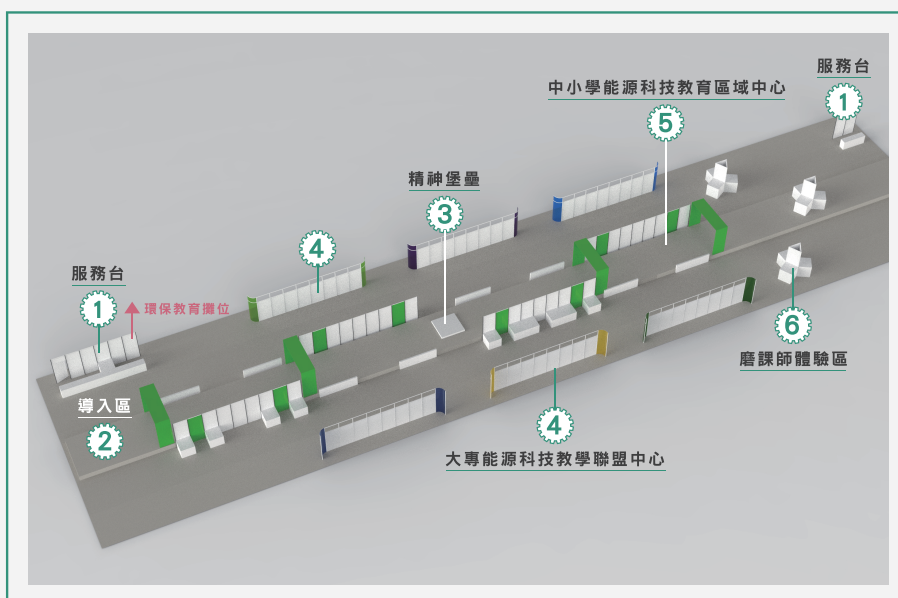 服務台
1
中小學能源科技教育區域中心
5
精神堡壘
3
4
服務台
1
環保教育攤位
導入區
2
6
磨課師體驗區
4
大專能源科技教學聯盟中心